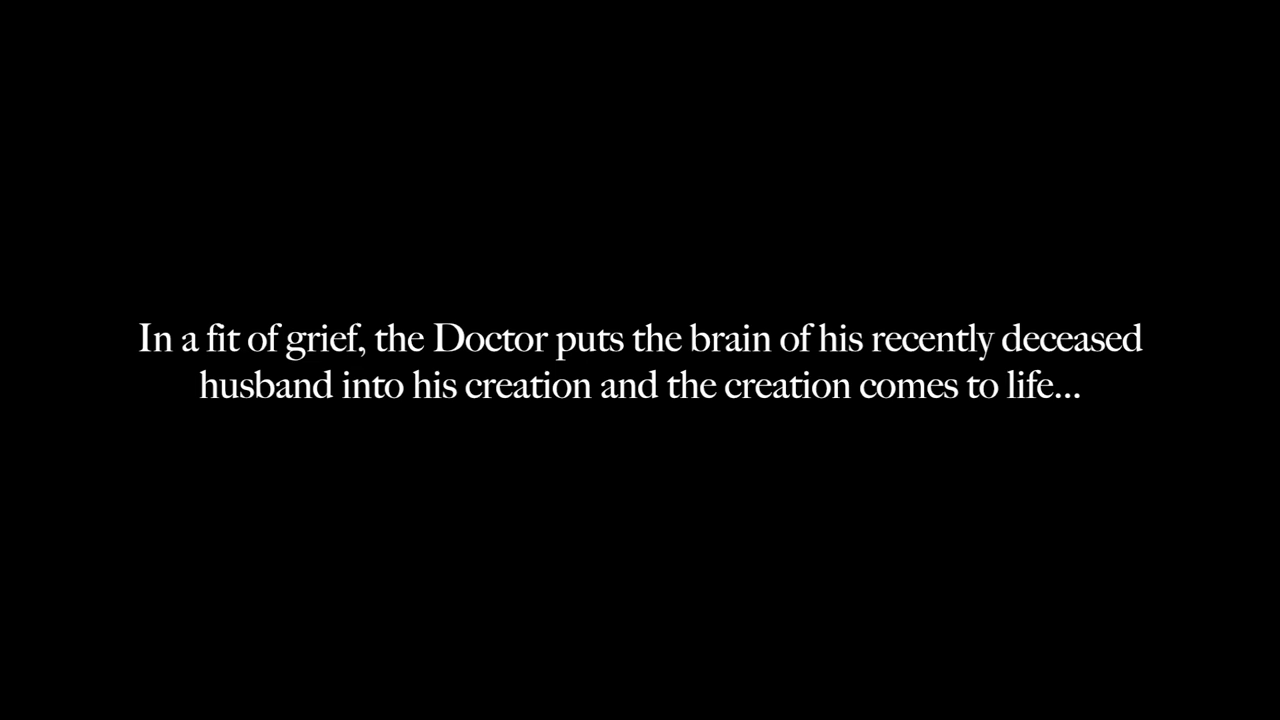 In a fit of grief, the Doctor puts the brain of his recently deceased
husband into his creation and the creation comes to life...